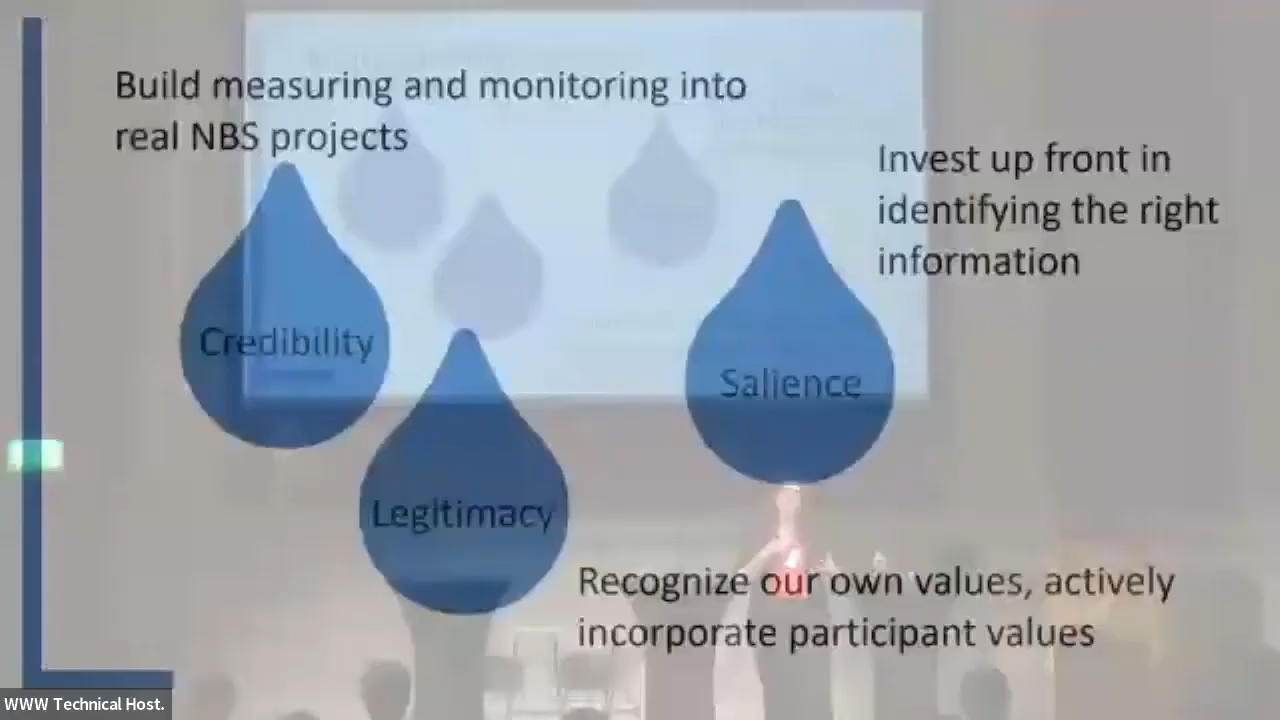 Build measuring and monitoring into
real NBS projects
Invest up front in
identifying the right
information
Credibility
Salience
Legitimacy
Recognize our own values, actively
incorporate participant values
WWW Technical Host.